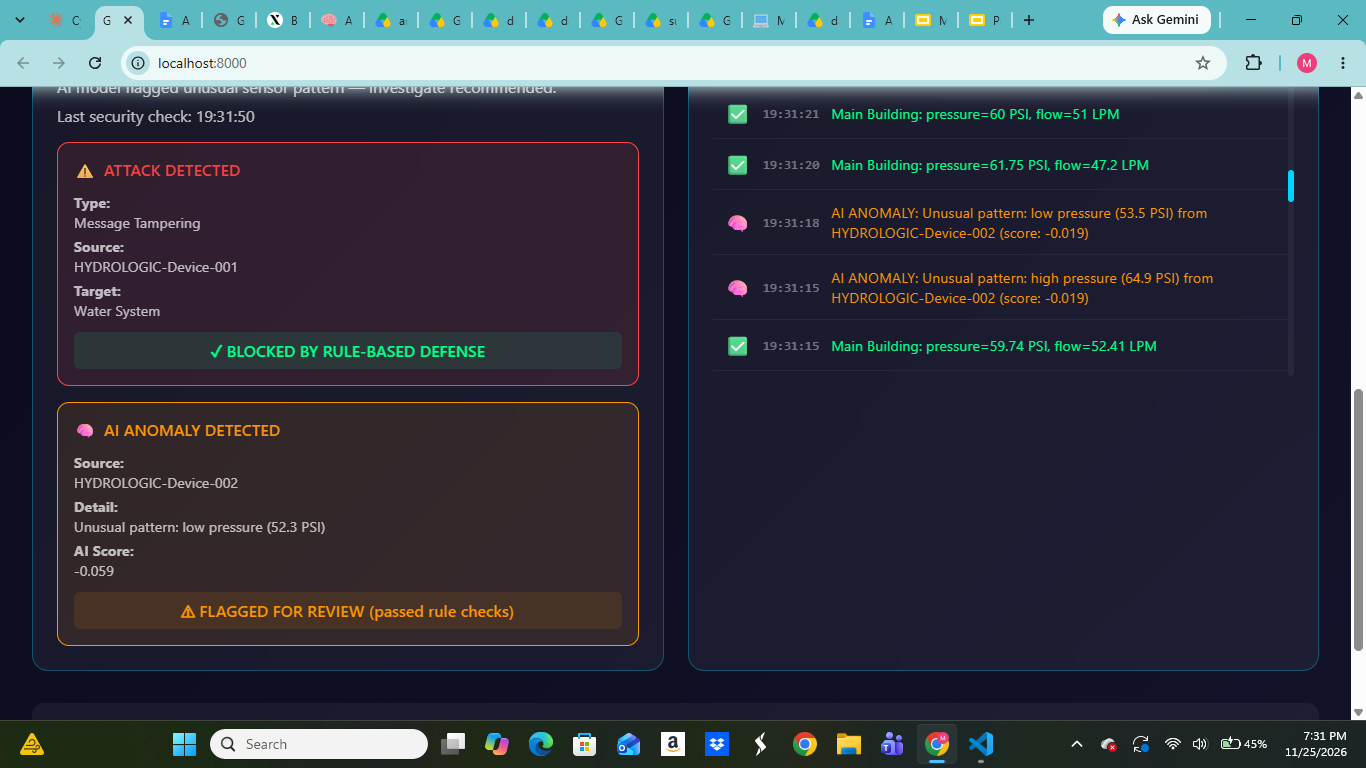 C
G
A
G
B
A
a
G
d
d
G
s
G
M
d
A
M
P
Ask Gemini
localhost:8000
M
AI model flagged unusual sensor pattern — investigate recommended.
Last security check: 19:31:50
ATTACK DETECTED
Type:
Message Tampering
Source:
HYDROLOGIC-Device-001
Target:
Water System
✓ BLOCKED BY RULE-BASED DEFENSE
AI ANOMALY DETECTED
Source:
HYDROLOGIC-Device-002
Detail:
Unusual pattern: low pressure (52.3 PSI)
AI Score:
-0.059
⚠ FLAGGED FOR REVIEW (passed rule checks)
19:31:21 Main Building: pressure=60 PSI, flow=51 LPM
19:31:20 Main Building: pressure=61.75 PSI, flow=47.2 LPM
19:31:18 AI ANOMALY: Unusual pattern: low pressure (53.5 PSI) from
HYDROLOGIC-Device-002 (score: -0.019)
19:31:15 AI ANOMALY: Unusual pattern: high pressure (64.9 PSI) from
HYDROLOGIC-Device-002 (score: -0.019)
19:31:15 Main Building: pressure=59.74 PSI, flow=52.41 LPM
Search
45%
7:31 PM
11/25/2026